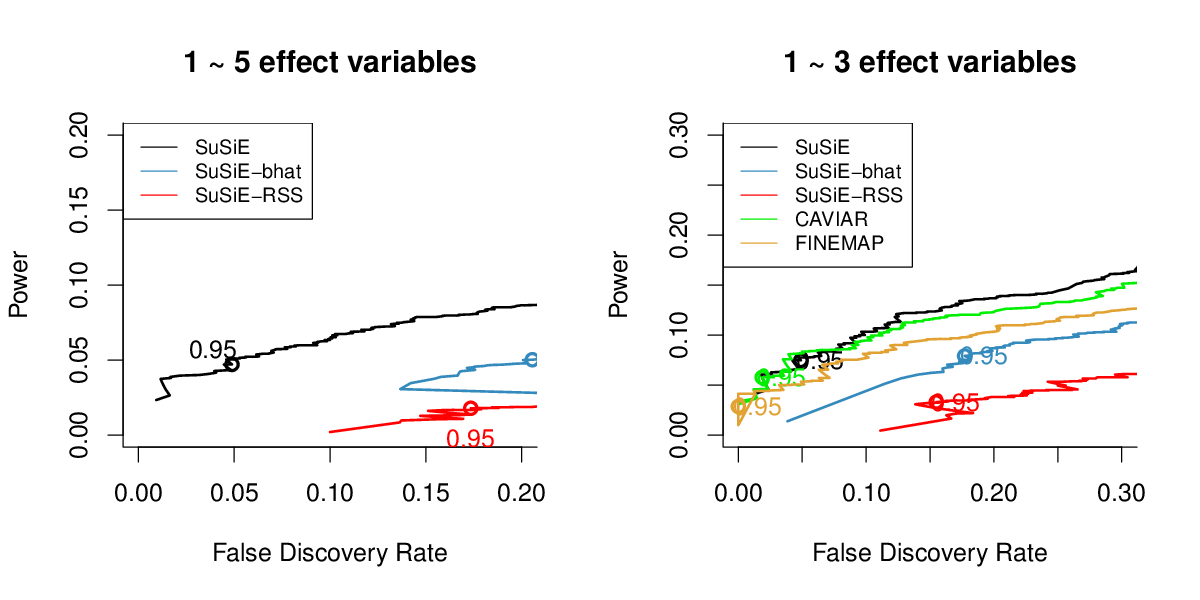 1 ~ 5 effect variables
SuSiE
SuSiE−bhat
SuSiE−RSS
0.95
0.95
0.20
0.15
0.10
0.05
0.00
Power
0.00 0.05 0.10 0.15 0.20
False Discovery Rate
1 ~ 3 effect variables
SuSiE
SuSiE−bhat
SuSiE−RSS
CAVIAR
FINEMAP
0.95
0.95
0.95
0.95
0.95
0.30
0.20
0.10
0.00
Power
0.00 0.10 0.20 0.30
False Discovery Rate